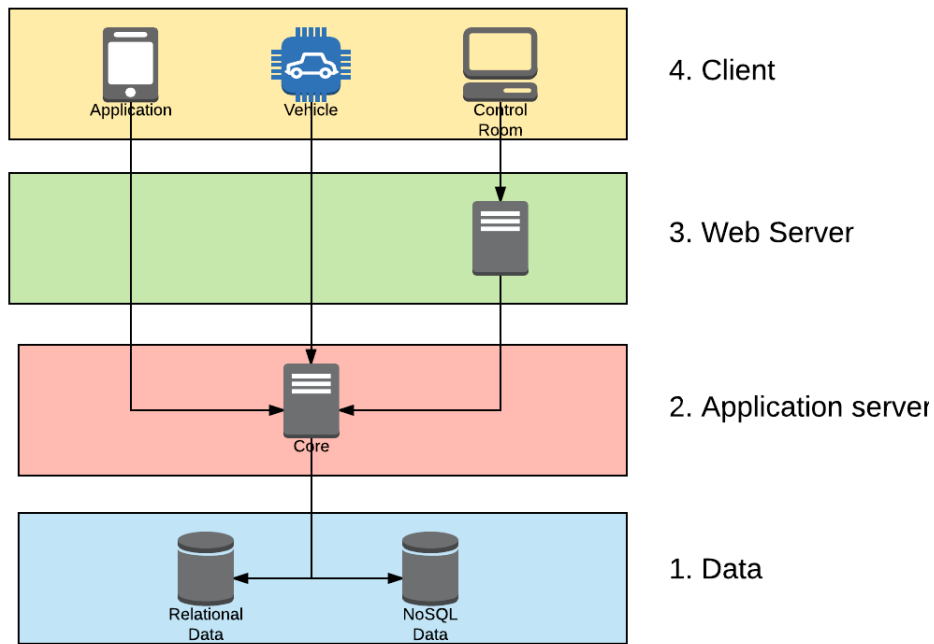 Application
Vehicle
Control
Room
4. Client
3. Web Server
Core
2. Application server
Relational
Data
NoSQL
Data
1. Data